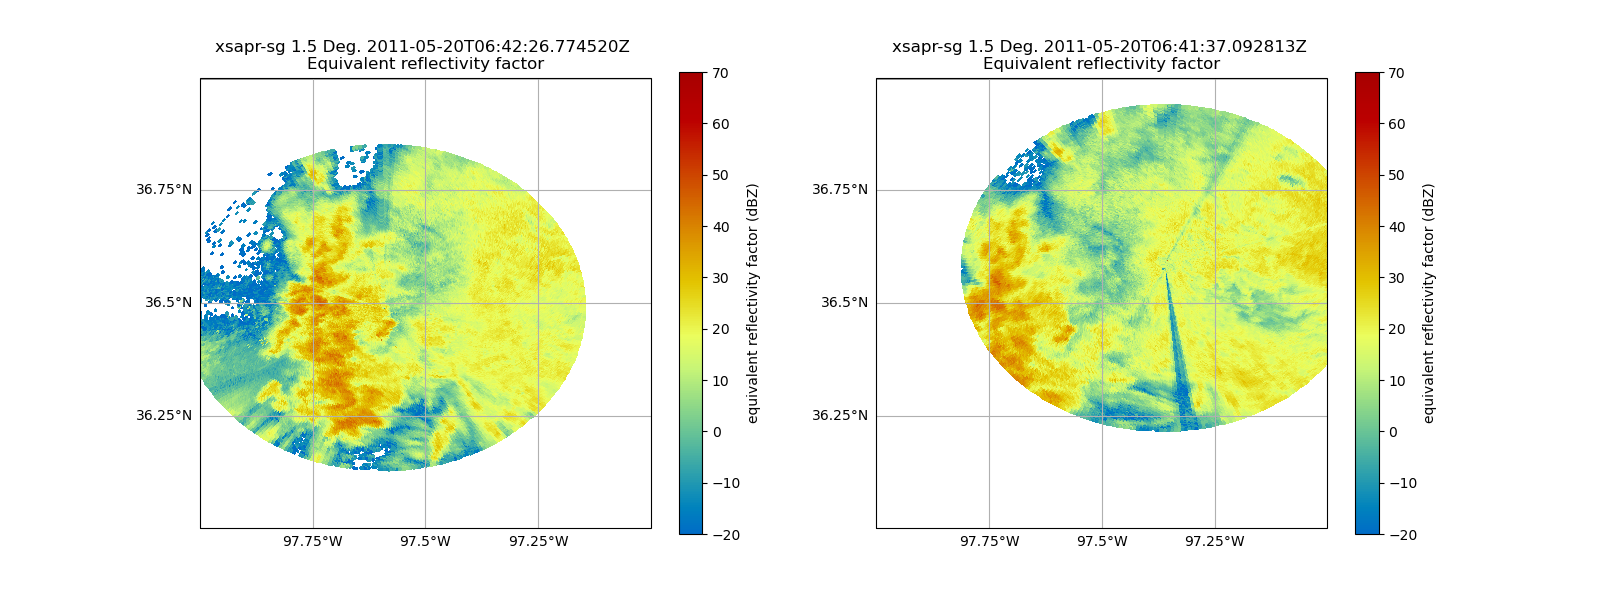 xsapr-sg 1.5 Deg. 2011-05-20T06:42:26.774520Z
Equivalent reflectivity factor
36.75°N
36.5°N
36.25°N
97.75°W 97.5°W 97.25°W
70
60
50
40
30
20
10
0
−10
−20
equivalent reflectivity factor (dBZ)
xsapr-sg 1.5 Deg. 2011-05-20T06:41:37.092813Z
Equivalent reflectivity factor
36.75°N
36.5°N
36.25°N
97.75°W 97.5°W 97.25°W
70
60
50
40
30
20
10
0
−10
−20
equivalent reflectivity factor (dBZ)